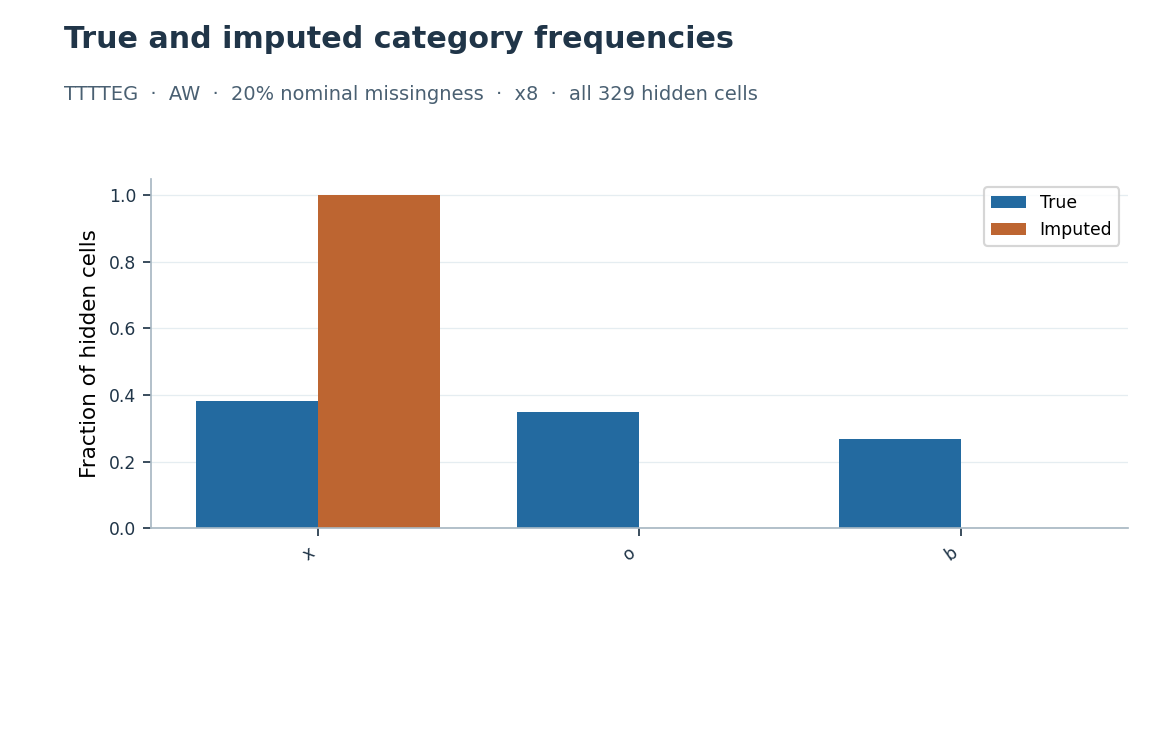 True and imputed category frequencies
TTTTEG · AW · 20% nominal missingness · x8 · all 329 hidden cells
Fraction of hidden cells
1.0
0.8
0.6
0.4
0.2
0.0
True
Imputed
x
o
b